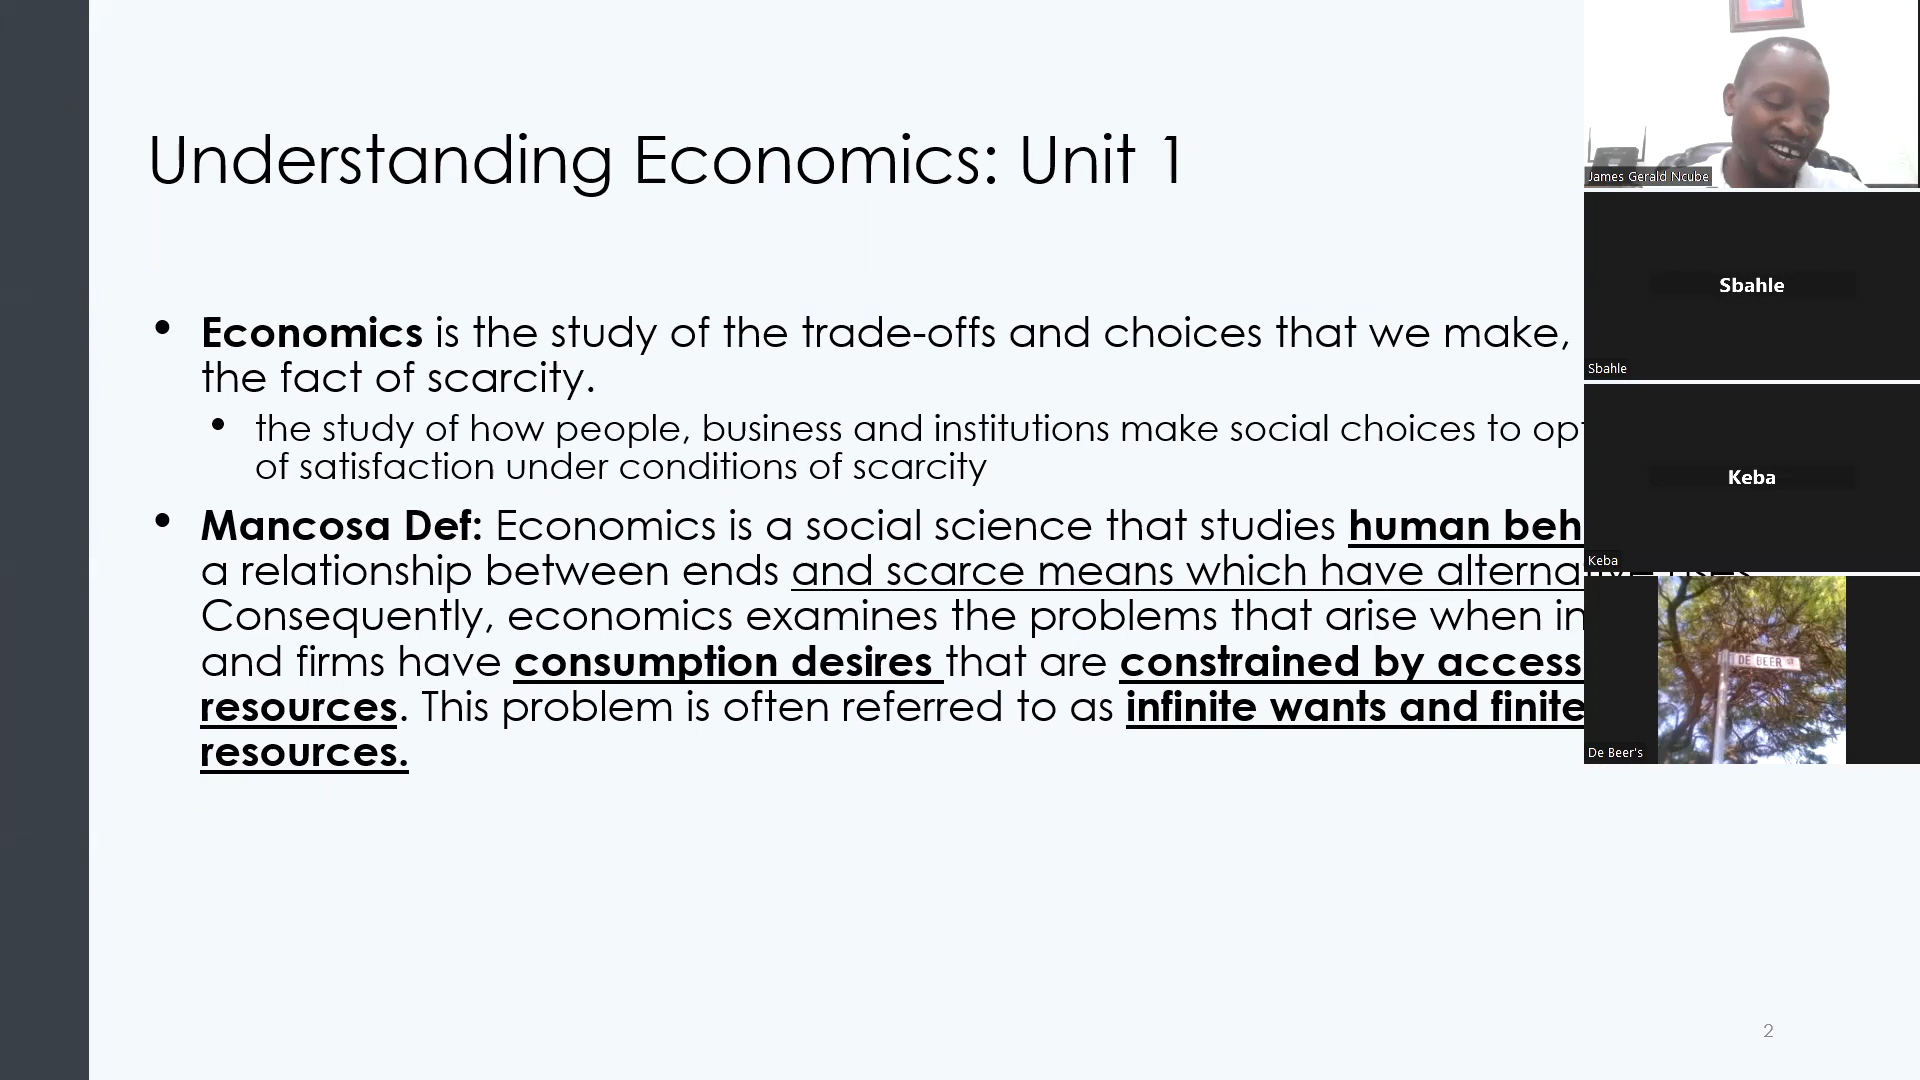 Understanding Economics: Unit 1
• Economics is the study of the trade-offs and choices that we make,
the fact of scarcity.
• the study of how people, business and institutions make social choices to
of satisfaction under conditions of scarcity
• Mancosa Def: Economics is a social science that studies human
a relationship between ends and scarce means which have
Consequently, economics examines the problems that arise when
and firms have consumption desires that are constrained by access
resources. This problem is often referred to as infinite wants and finite
resources.
2
James Gerald Ncube
Sbahle
Sbahle
Keba
Keba
DE BEER
De Beer's